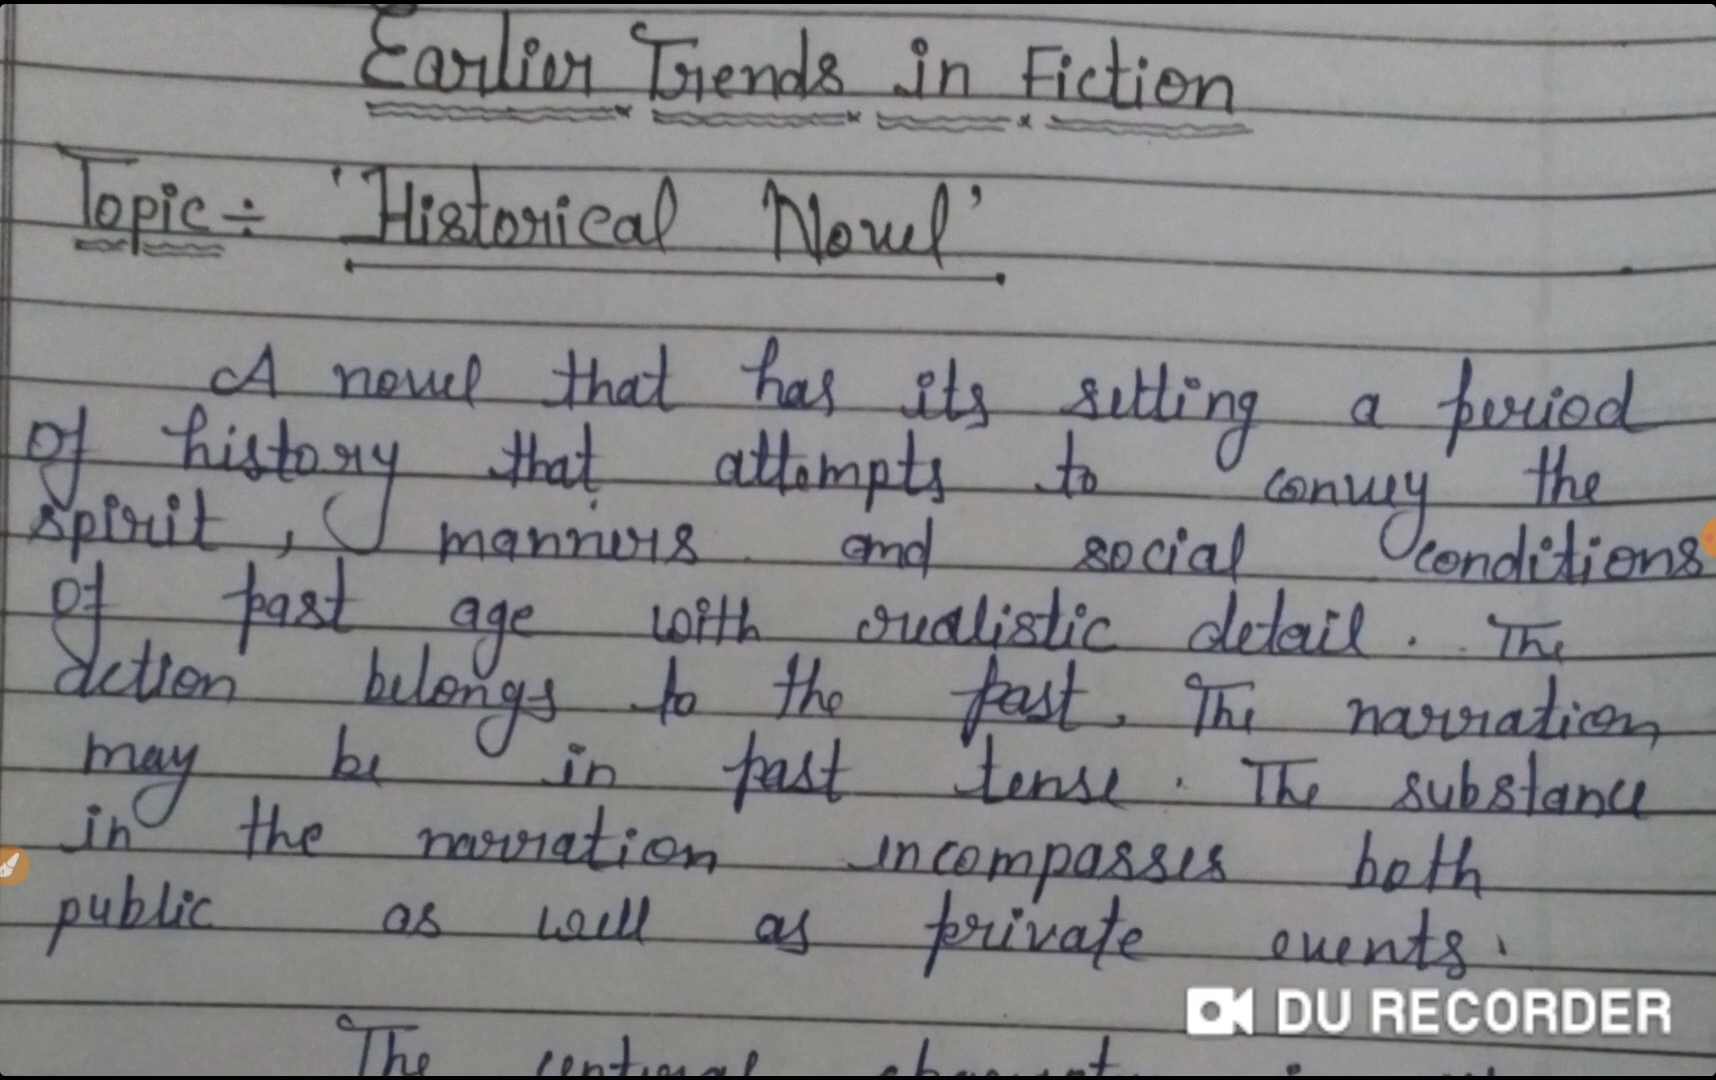 Earlier Trends in Fiction
Topic ÷ 'Historical Novel'
A novel that has its setting a period
of history that attempts to convey the
spirit, manners and social conditions
of past age with realistic detail. The
action belongs to the past. The narration
may be in past tense. The substance
in the narration incompasses both
public as well as private events.
DU RECORDER
The central